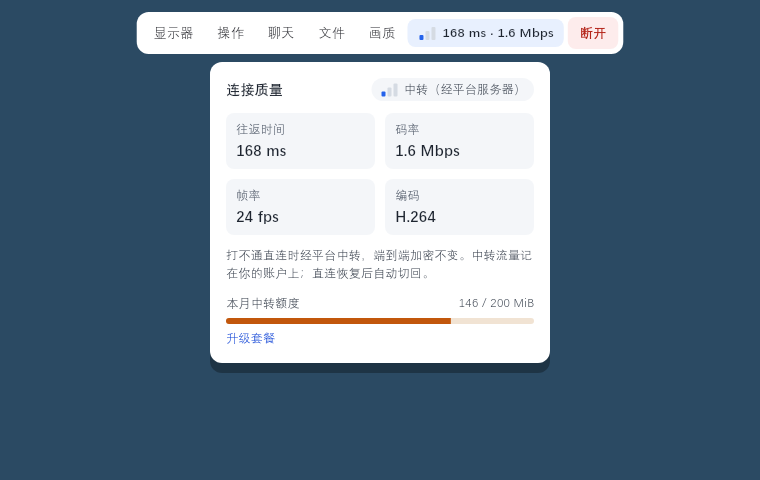 显示器 操作 聊天 文件 画质 168 ms · 1.6 Mbps 断开
连接质量 中转（经平台服务器）
往返时间 码率
168 ms 1.6 Mbps
帧率 编码
24 fps H.264
打不通直连时经平台中转，端到端加密不变。中转流量记
在你的账户上；直连恢复后自动切回。
本月中转额度 146 / 200 MiB
升级套餐